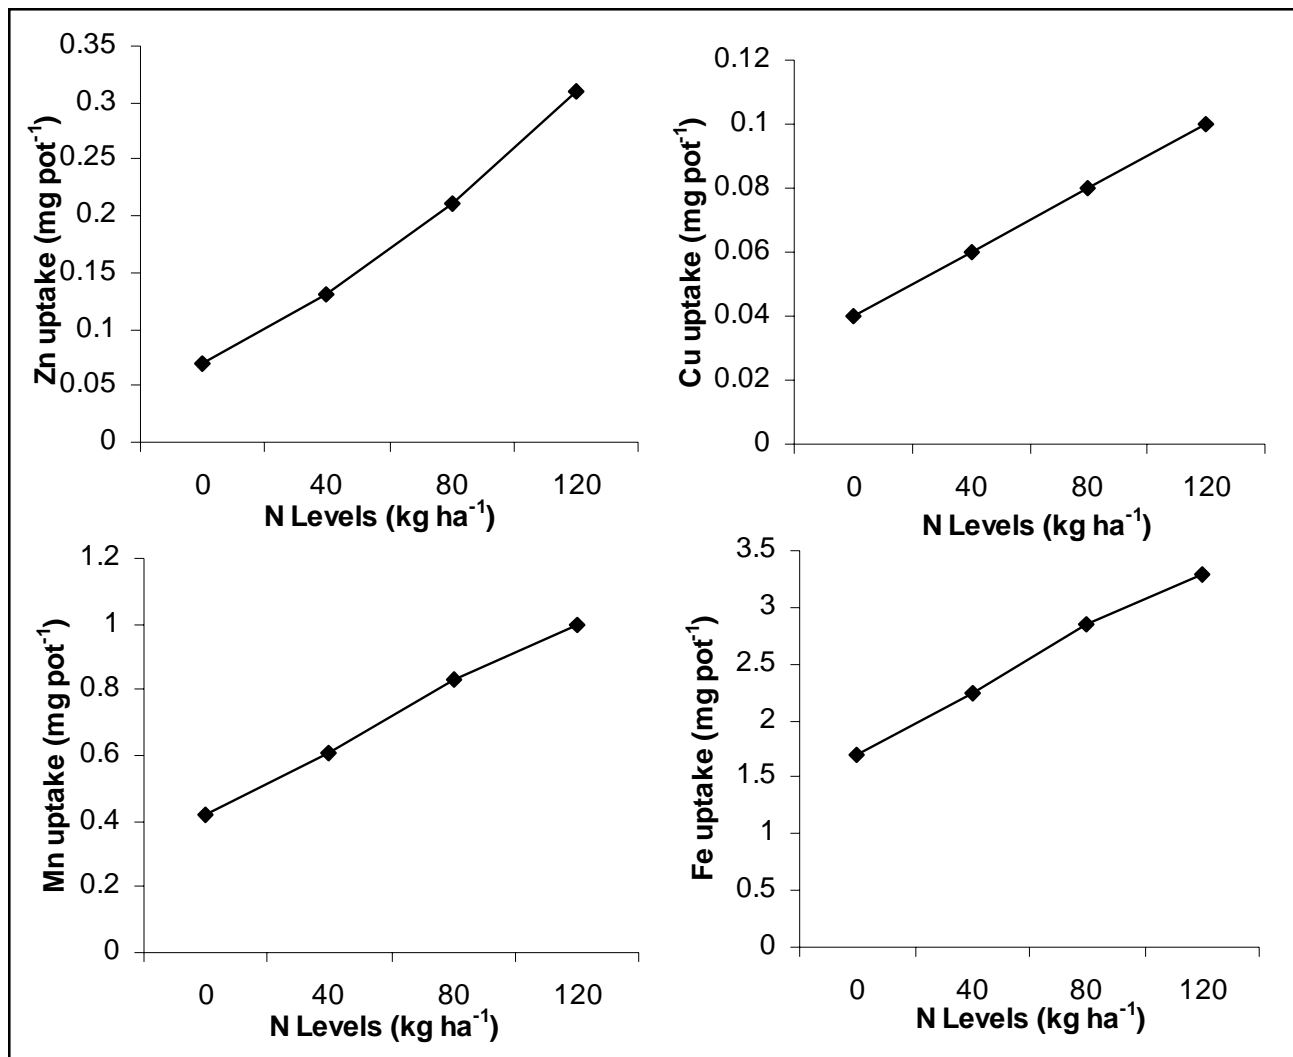 Zn uptake (mg pot⁻¹)
0.35
0.3
0.25
0.2
0.15
0.1
0.05
0
0 40 80 120
N Levels (kg ha⁻¹)
Cu uptake (mg pot⁻¹)
0.12
0.1
0.08
0.06
0.04
0.02
0
0 40 80 120
N Levels (kg ha⁻¹)
Mn uptake (mg pot⁻¹)
1.2
1
0.8
0.6
0.4
0.2
0
0 40 80 120
N Levels (kg ha⁻¹)
Fe uptake (mg pot⁻¹)
3.5
3
2.5
2
1.5
1
0.5
0
0 40 80 120
N Levels (kg ha⁻¹)